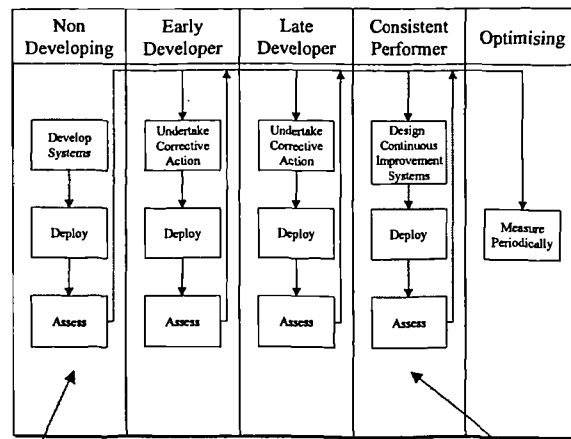 Non
Developing
Early
Developer
Late
Developer
Consistent
Performer
Optimising
Develop
Systems
Deploy
Assess
Undertake
Corrective
Action
Deploy
Assess
Undertake
Corrective
Action
Deploy
Assess
Design
Continuous
Improvement
Systems
Deploy
Assess
Measure
Periodically